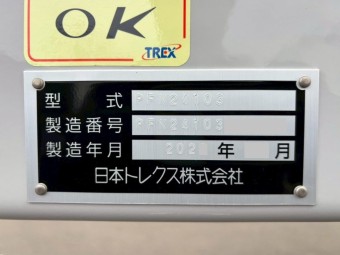 OK
TREX
型式
製造番号
製造年月 202 年 月
日本トレクス株式会社